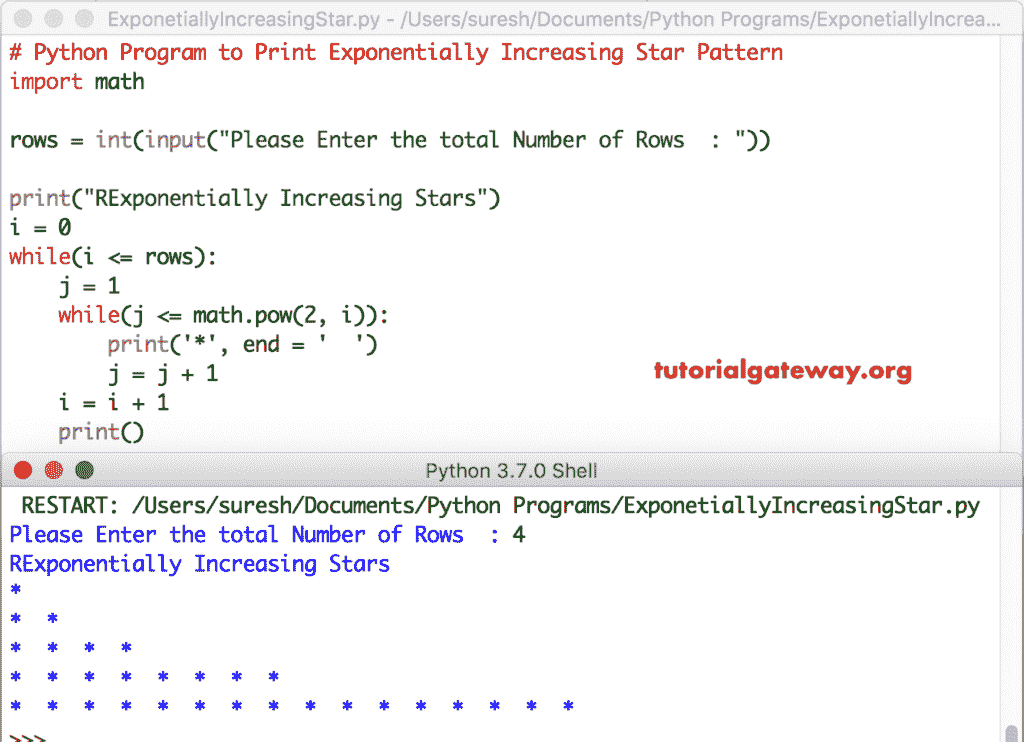 ExponetiallyIncreasingStar.py - /Users/suresh/Documents/Python Programs/ExponetiallyIncrea...
# Python Program to Print Exponentially Increasing Star Pattern
import math
rows = int(input("Please Enter the total Number of Rows  : "))
print("RExponentially Increasing Stars")
i = 0
while(i <= rows):
    j = 1
    while(j <= math.pow(2, i)):
        print('*', end = '  ')
        j = j + 1
    i = i + 1
    print()
tutorialgateway.org
Python 3.7.0 Shell
RESTART: /Users/suresh/Documents/Python Programs/ExponetiallyIncreasingStar.py
Please Enter the total Number of Rows  : 4
RExponentially Increasing Stars
*
*  *
*  *  *  *
*  *  *  *  *  *  *  *
*  *  *  *  *  *  *  *  *  *  *  *  *  *  *  *
>>>